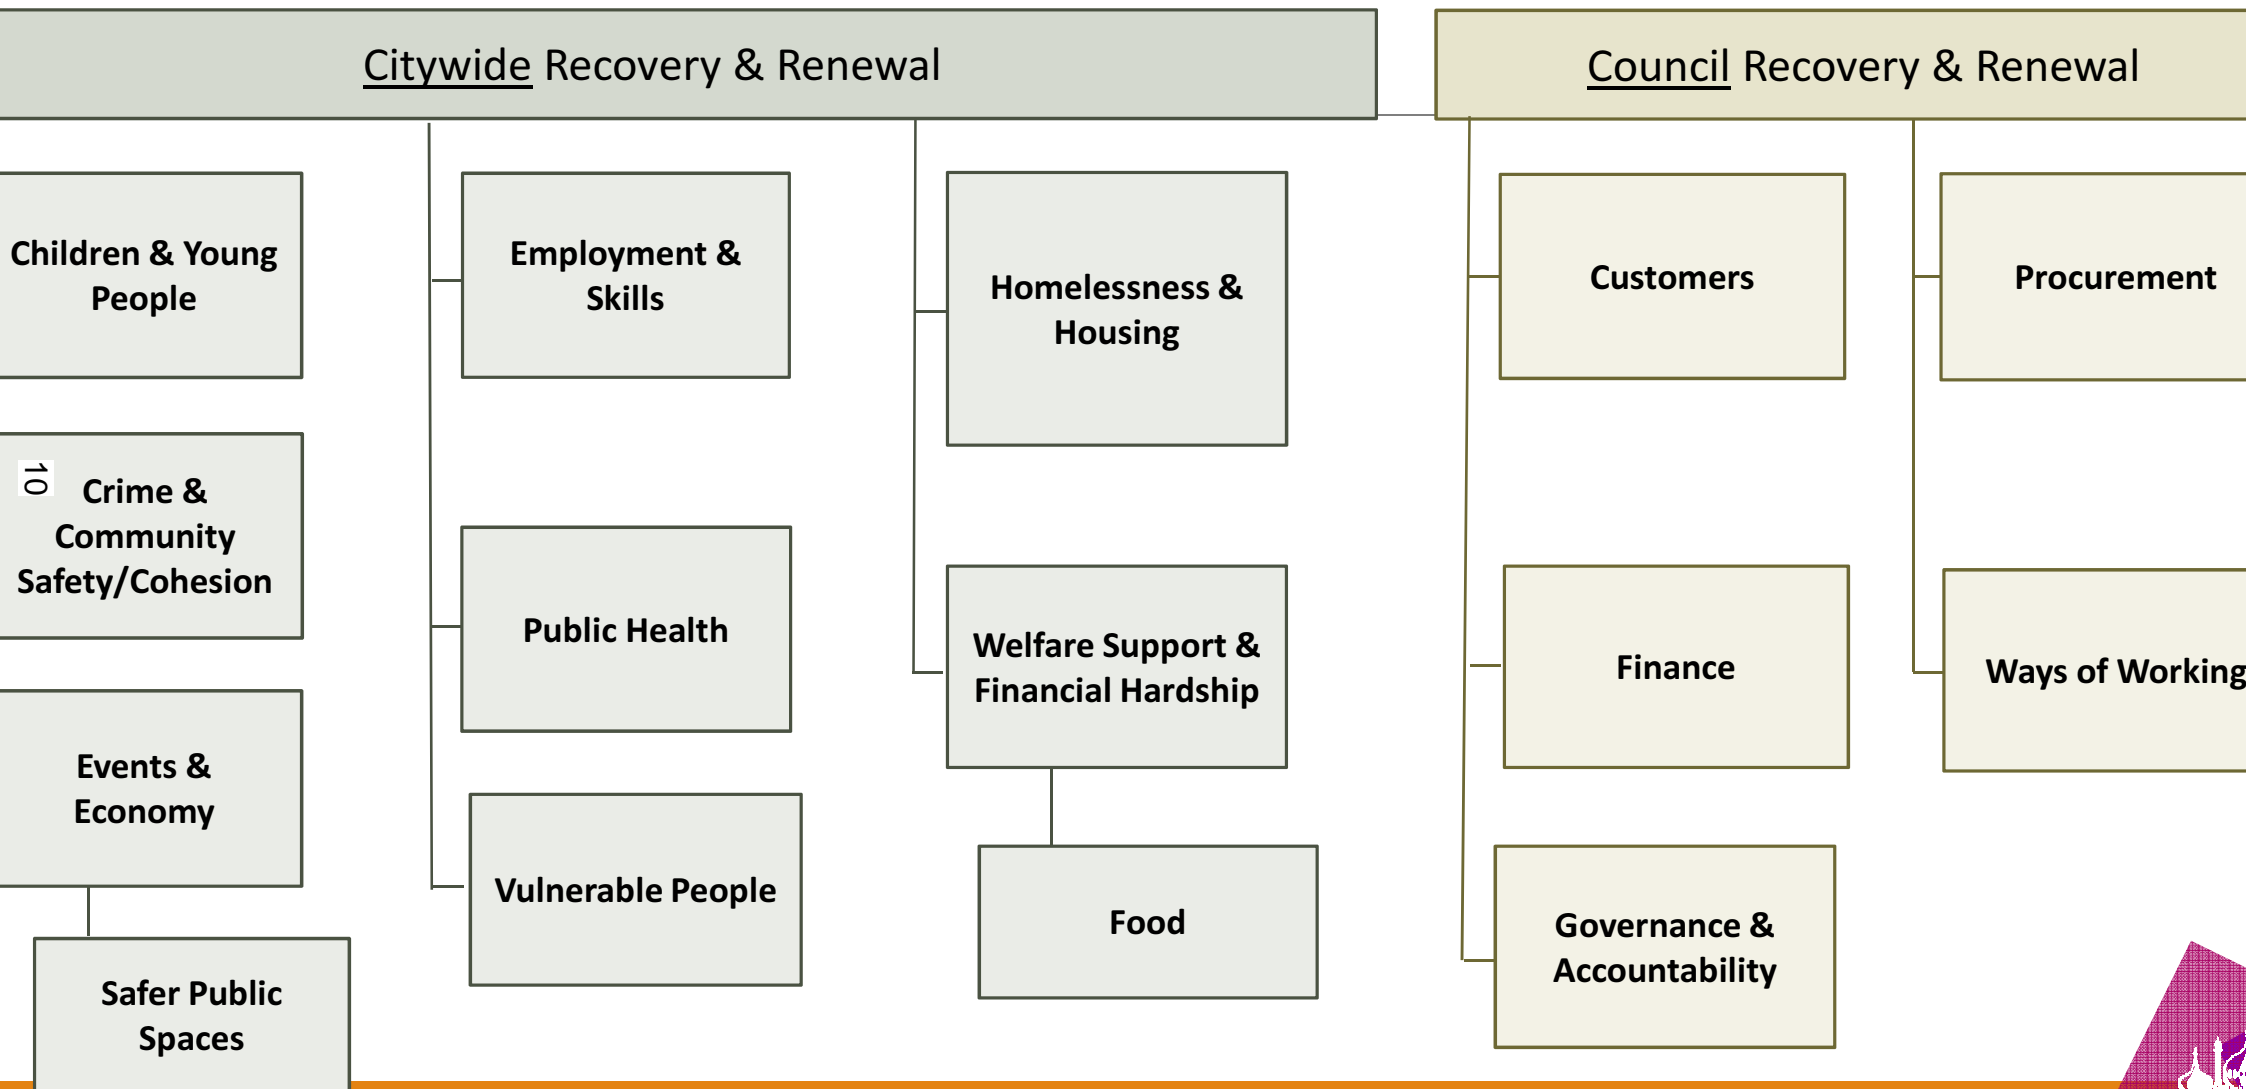 Citywide Recovery & Renewal
Council Recovery & Renewal
Children & Young
People
Employment &
Skills
Homelessness &
Housing
Customers
Procurement
10
Crime &
Community
Safety/Cohesion
Public Health
Welfare Support &
Financial Hardship
Finance
Ways of Working
Events &
Economy
Vulnerable People
Food
Governance &
Accountability
Safer Public
Spaces